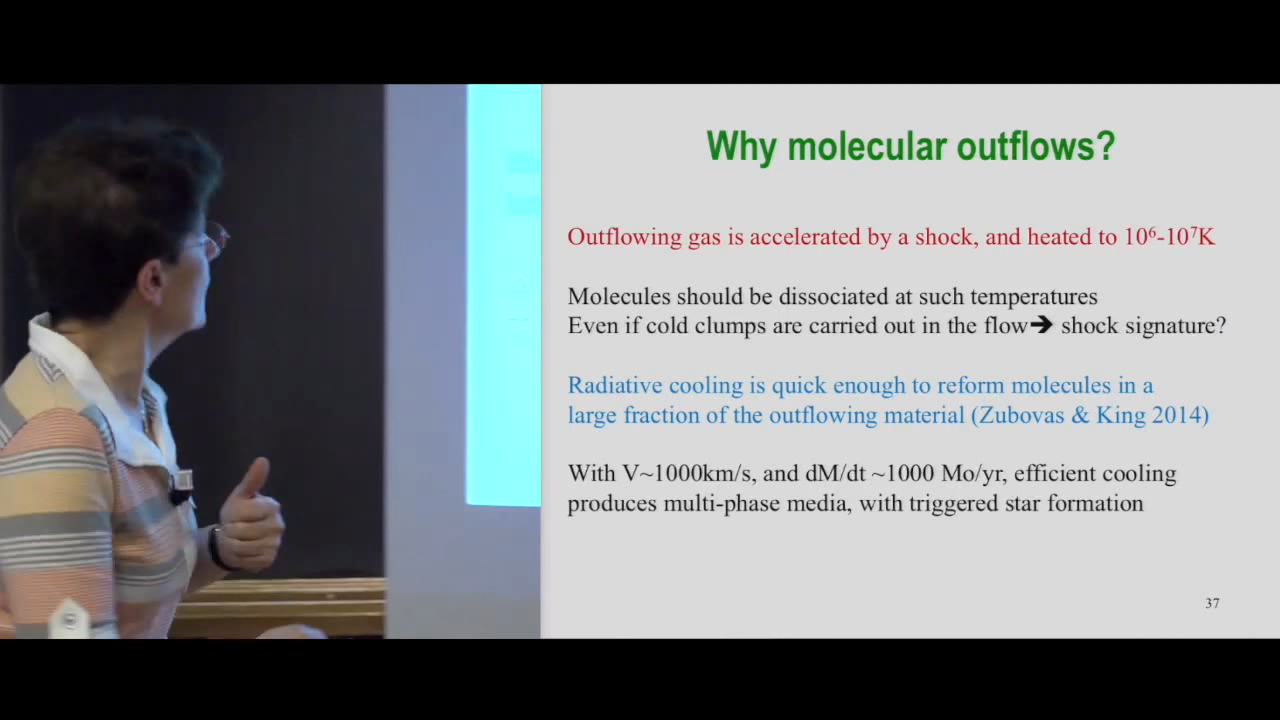 Why molecular outflows?
Outflowing gas is accelerated by a shock, and heated to 10⁶-10⁷K
Molecules should be dissociated at such temperatures
Even if cold clumps are carried out in the flow➔ shock signature?
Radiative cooling is quick enough to reform molecules in a
large fraction of the outflowing material (Zubovas & King 2014)
With V~1000km/s, and dM/dt ~1000 Mo/yr, efficient cooling
produces multi-phase media, with triggered star formation
37